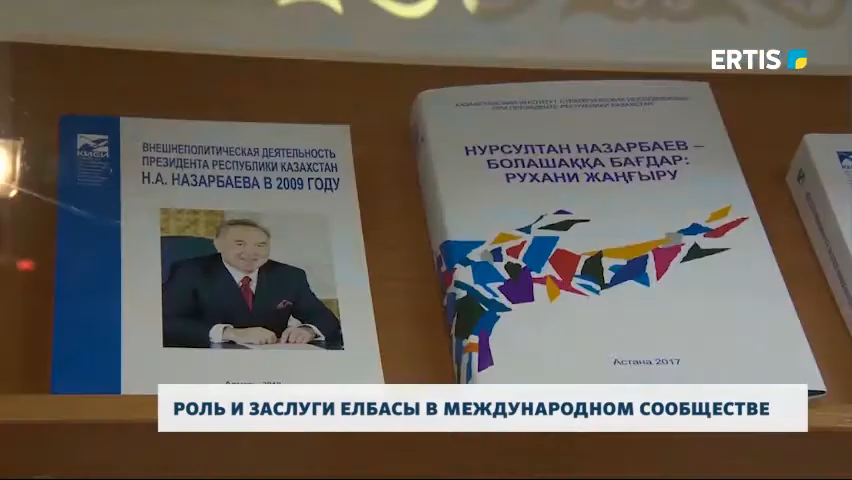 ERTIS
КИСИ
ВНЕШНЕПОЛИТИЧЕСКАЯ ДЕЯТЕЛЬНОСТЬ
ПРЕЗИДЕНТА РЕСПУБЛИКИ КАЗАХСТАН
Н.А. НАЗАРБАЕВА В 2009 ГОДУ
НУРСУЛТАН НАЗАРБАЕВ –
БОЛАШАҚҚА БАҒДАР:
РУХАНИ ЖАҢҒЫРУ
Астана 2017
РОЛЬ И ЗАСЛУГИ ЕЛБАСЫ В МЕЖДУНАРОДНОМ СООБЩЕСТВЕ